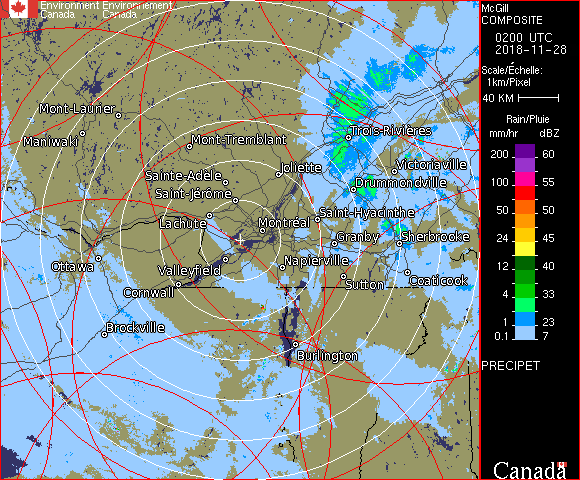 Environment Environnement
Canada Canada
McGill
COMPOSITE
0200 UTC
2018-11-28
Scale/Échelle:
1km/Pixel
40 KM
Rain/Pluie
mm/hr dBZ
200 60
100 55
50 50
24 45
12 40
4 33
1 23
0.1 7
PRECIPET
Canada
Mont-Laurier
Maniwaki
Mont-Tremblant
Trois-Rivières
Joliette
Victoriaville
Sainte-Adèle
Drummondville
Saint-Jérôme
Lachute
Saint-Hyacinthe
Montréal
Granby
Sherbrooke
Ottawa
Valleyfield
Napierville
Cornwall
Sutton
Coaticook
Brockville
Burlington